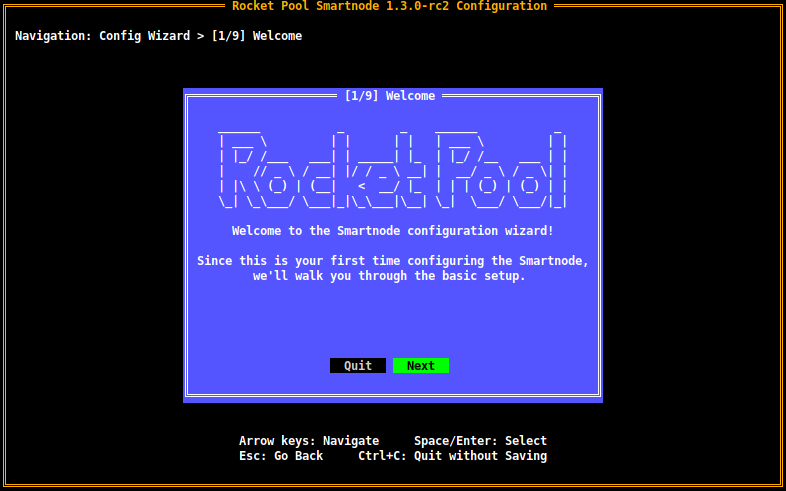 Rocket Pool Smartnode 1.3.0-rc2 Configuration
Navigation: Config Wizard > [1/9] Welcome
[1/9] Welcome
Rocket Pool
Welcome to the Smartnode configuration wizard!
Since this is your first time configuring the Smartnode,
we'll walk you through the basic setup.
Quit Next
Arrow keys: Navigate Space/Enter: Select
Esc: Go Back Ctrl+C: Quit without Saving